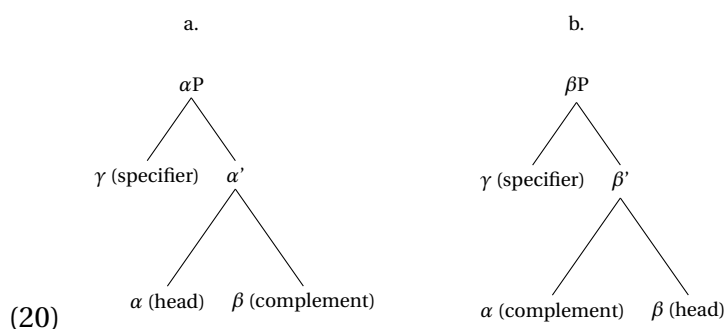 a. b.
αP βP
γ (specifier) α’ γ (specifier) β’
α (head) β (complement) α (complement) β (head)
(20)